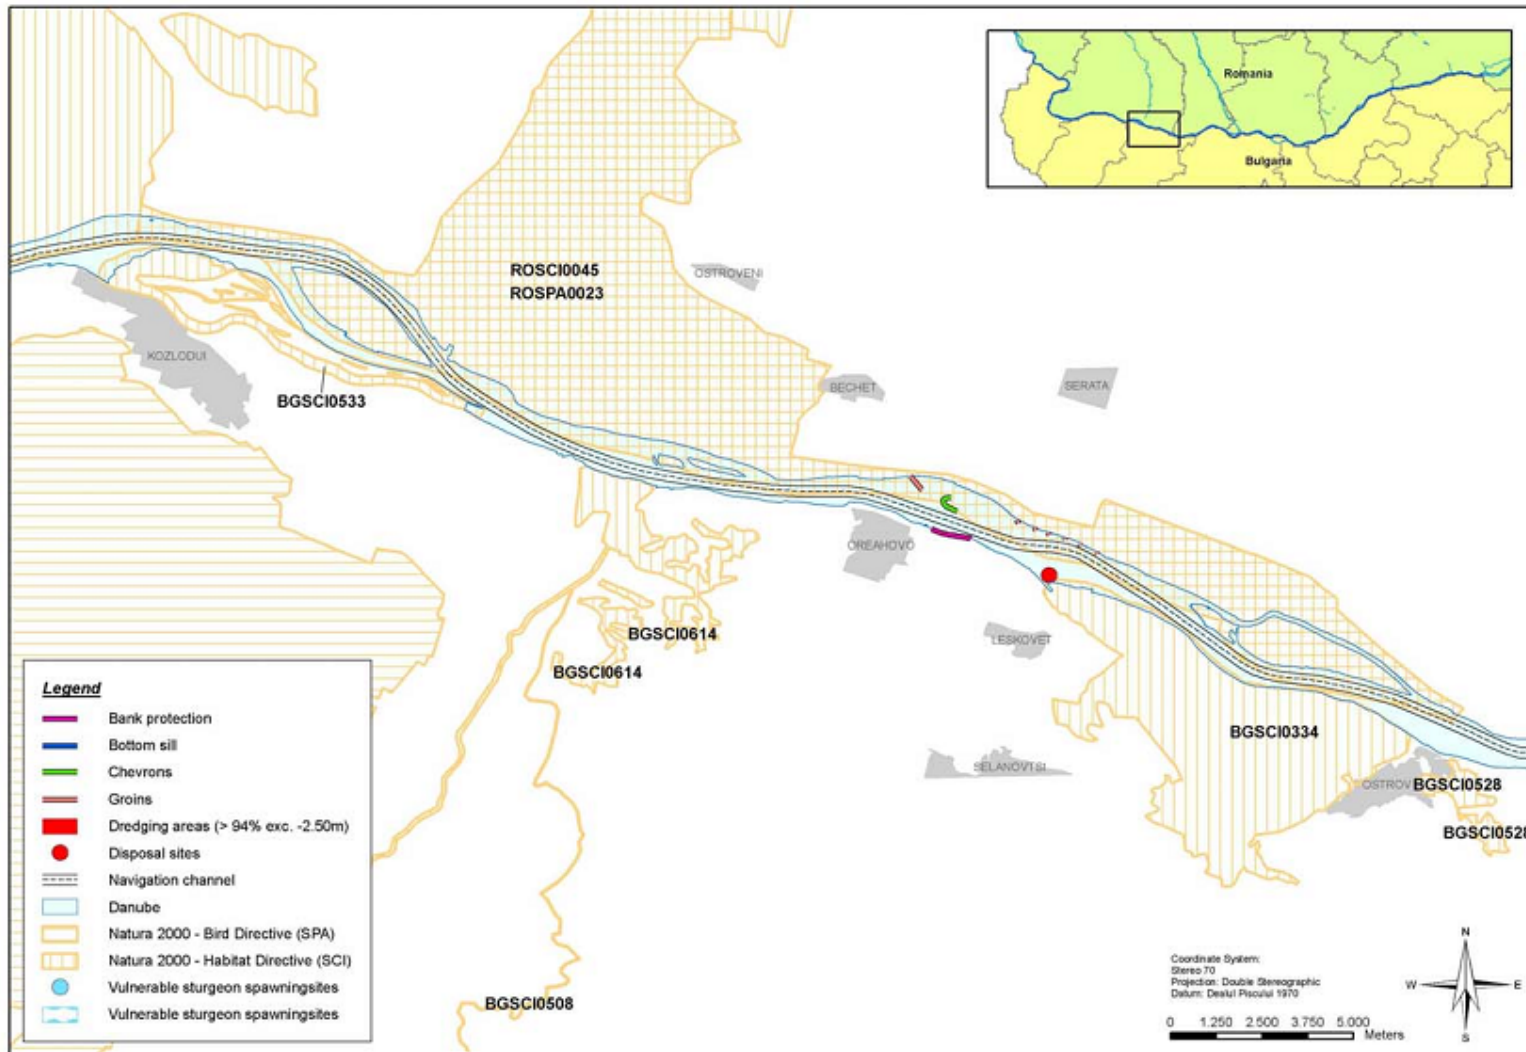 Romania
Bulgaria
ROSCI0045
ROSPA0023
OSTROVENI
KOZLODUI
BGSCI0533
BECHET
SERATA
OREAHOVO
LESKOVET
BGSCI0614
BGSCI0614
BGSCI0334
SELANOVTSI
OSTROV
BGSCI0528
BGSCI0528
BGSCI0508
Legend
Bank protection
Bottom sill
Chevrons
Groins
Dredging areas (> 94% exc. -2.50m)
Disposal sites
Navigation channel
Danube
Natura 2000 - Bird Directive (SPA)
Natura 2000 - Habitat Directive (SCI)
Vulnerable sturgeon spawningsites
Vulnerable sturgeon spawningsites
Coordinate System:
Stereo 70
Projection: Double Stereographic
Datum: Dealul Piscului 1970
0 1.250 2.500 3.750 5.000
Meters
N
W E
S